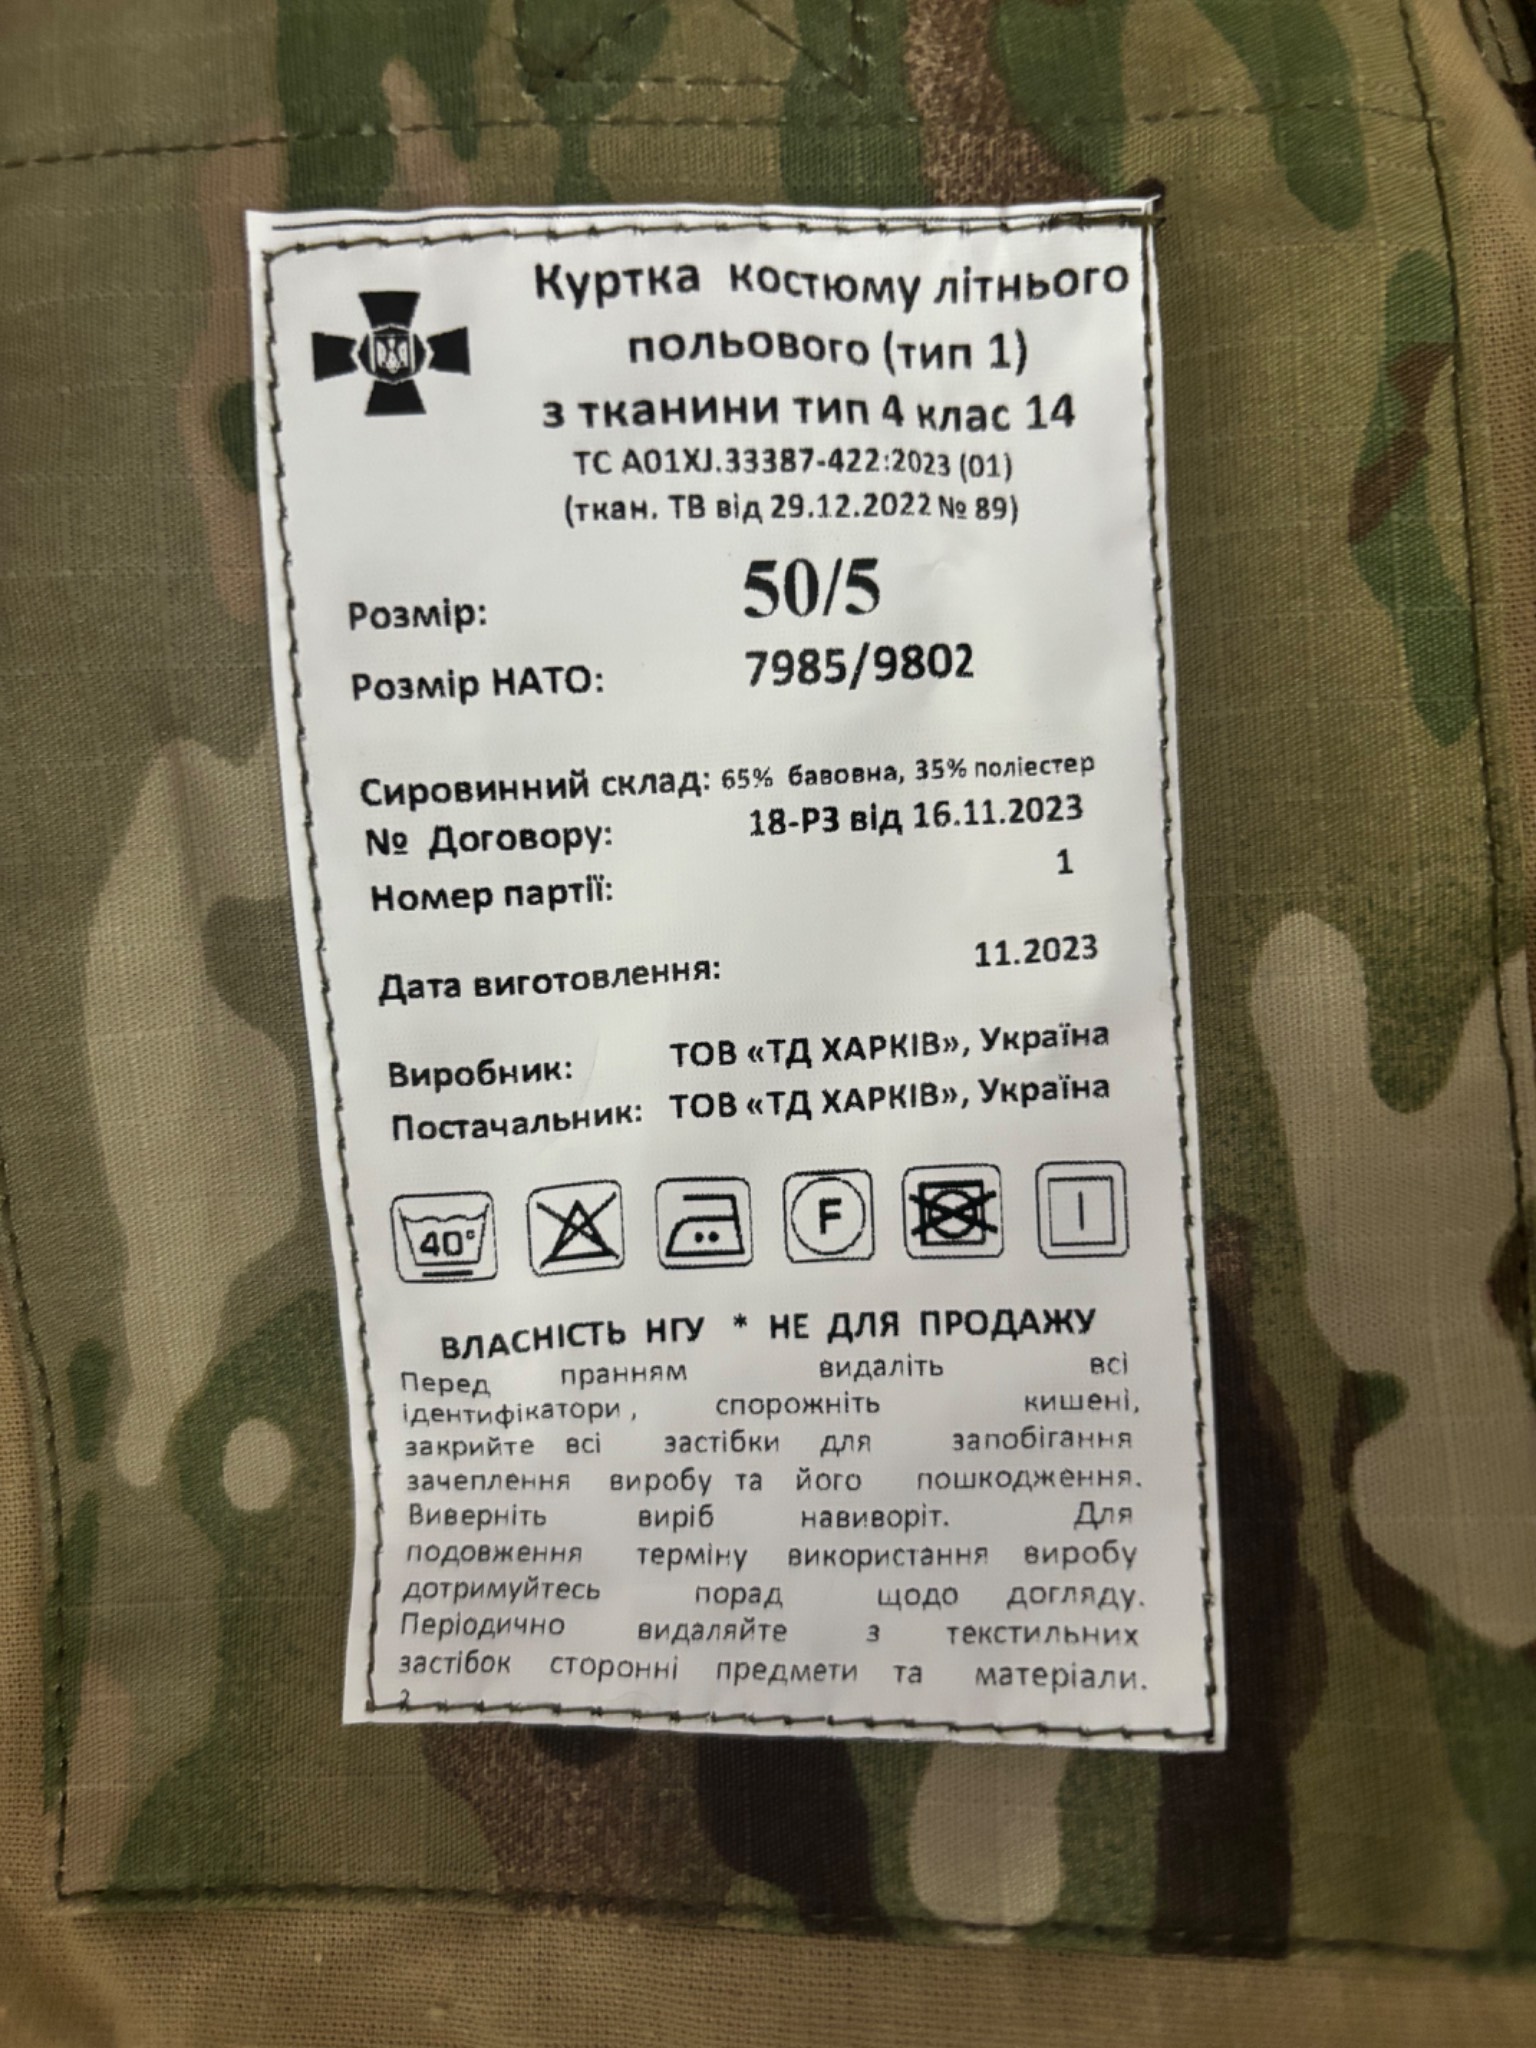 Куртка костюму літнього
польового (тип 1)
з тканини тип 4 клас 14
ТС А01XJ.33387-422:2023 (01)
(ткан. ТВ від 29.12.2022 № 89)
Розмір: 50/5
Розмір НАТО: 7985/9802
Сировинний склад: 65% бавовна, 35% поліестер
№ Договору: 18-РЗ від 16.11.2023
Номер партії: 1
Дата виготовлення: 11.2023
Виробник: ТОВ «ТД ХАРКІВ», Україна
Постачальник: ТОВ «ТД ХАРКІВ», Україна
40° F
ВЛАСНІСТЬ НГУ * НЕ ДЛЯ ПРОДАЖУ
Перед пранням видаліть всі
ідентифікатори, спорожніть кишені,
закрийте всі застібки для запобігання
зачеплення виробу та його пошкодження.
Виверніть виріб навиворіт. Для
подовження терміну використання виробу
дотримуйтесь порад щодо догляду.
Періодично видаляйте з текстильних
застібок сторонні предмети та матеріали.